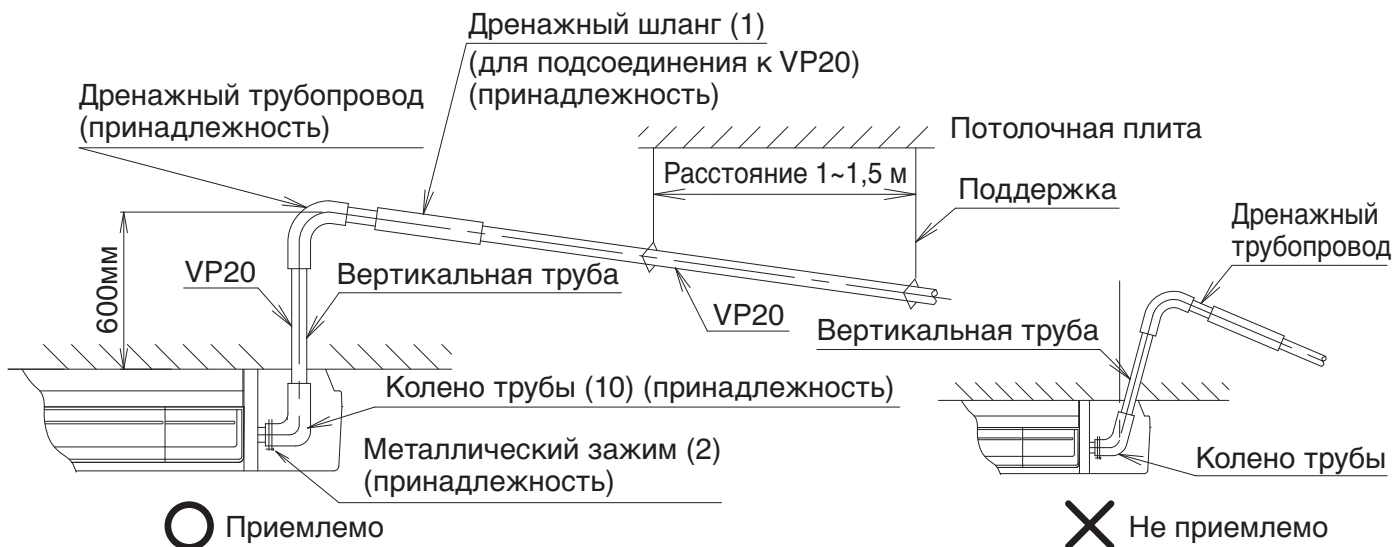 Дренажный шланг (1)
(для подсоединения к VP20)
(принадлежность)
Дренажный трубопровод
(принадлежность)
Потолочная плита
Расстояние 1~1,5 м
Поддержка
Дренажный
трубопровод
600мм
VP20
Вертикальная труба
VP20
Вертикальная труба
Колено трубы (10) (принадлежность)
Металлический зажим (2)
(принадлежность)
Колено трубы
Приемлемо
Не приемлемо